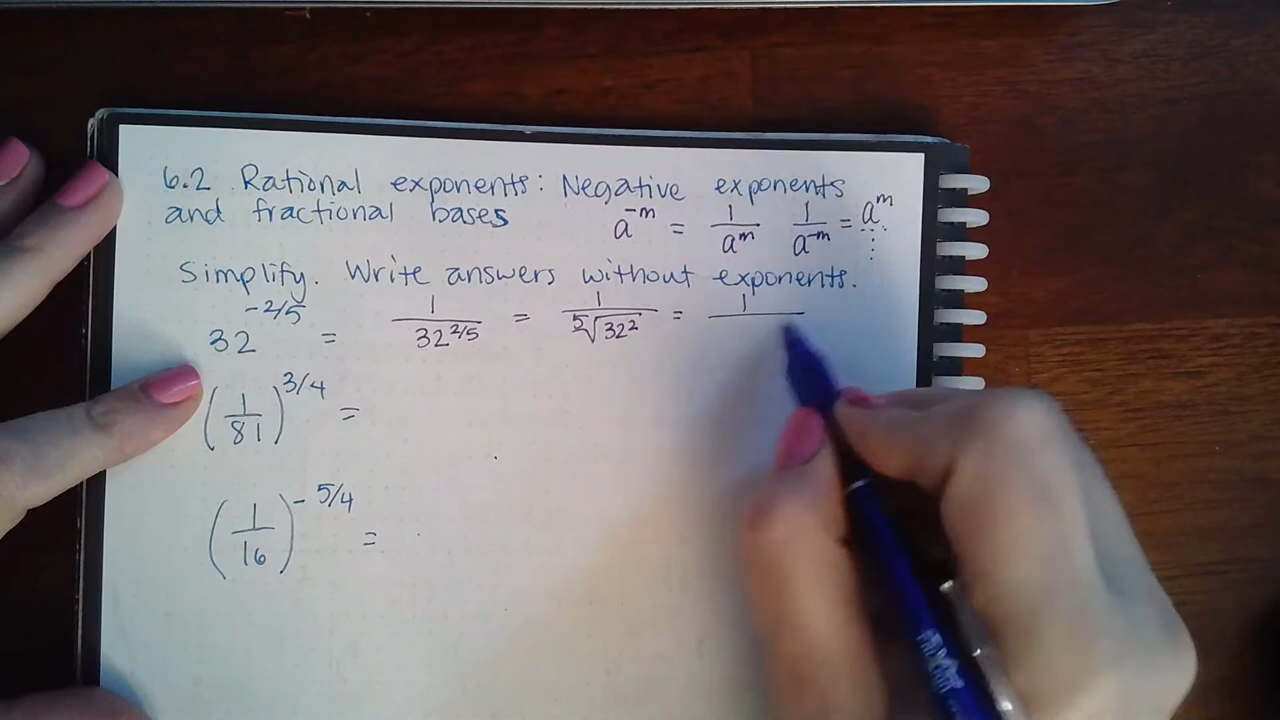 6.2 Rational exponents: Negative exponents
and fractional bases a^-m = 1/a^m 1/a^-m = a^m
Simplify. Write answers without exponents.
32^-2/5 = 1/32^2/5 = 1/⁵√32² = 1/
(1/81)^3/4 =
(1/16)^-5/4 =